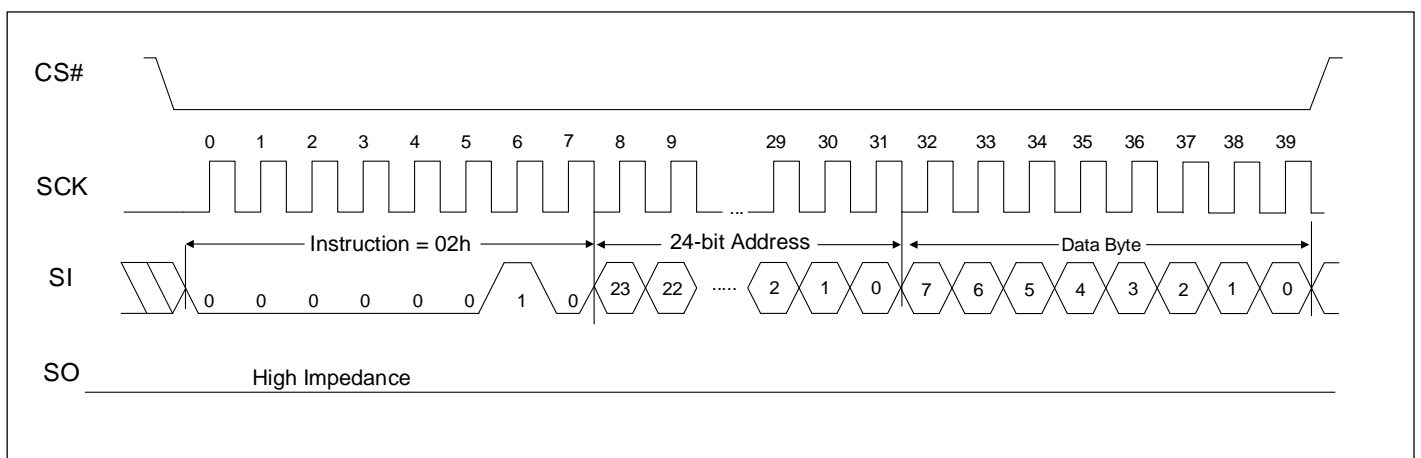 CS#
0 1 2 3 4 5 6 7 8 9 29 30 31 32 33 34 35 36 37 38 39
SCK
...
Instruction = 02h 24-bit Address Data Byte
SI
0 0 0 0 0 0 1 0 23 22 ..... 2 1 0 7 6 5 4 3 2 1 0
SO
High Impedance